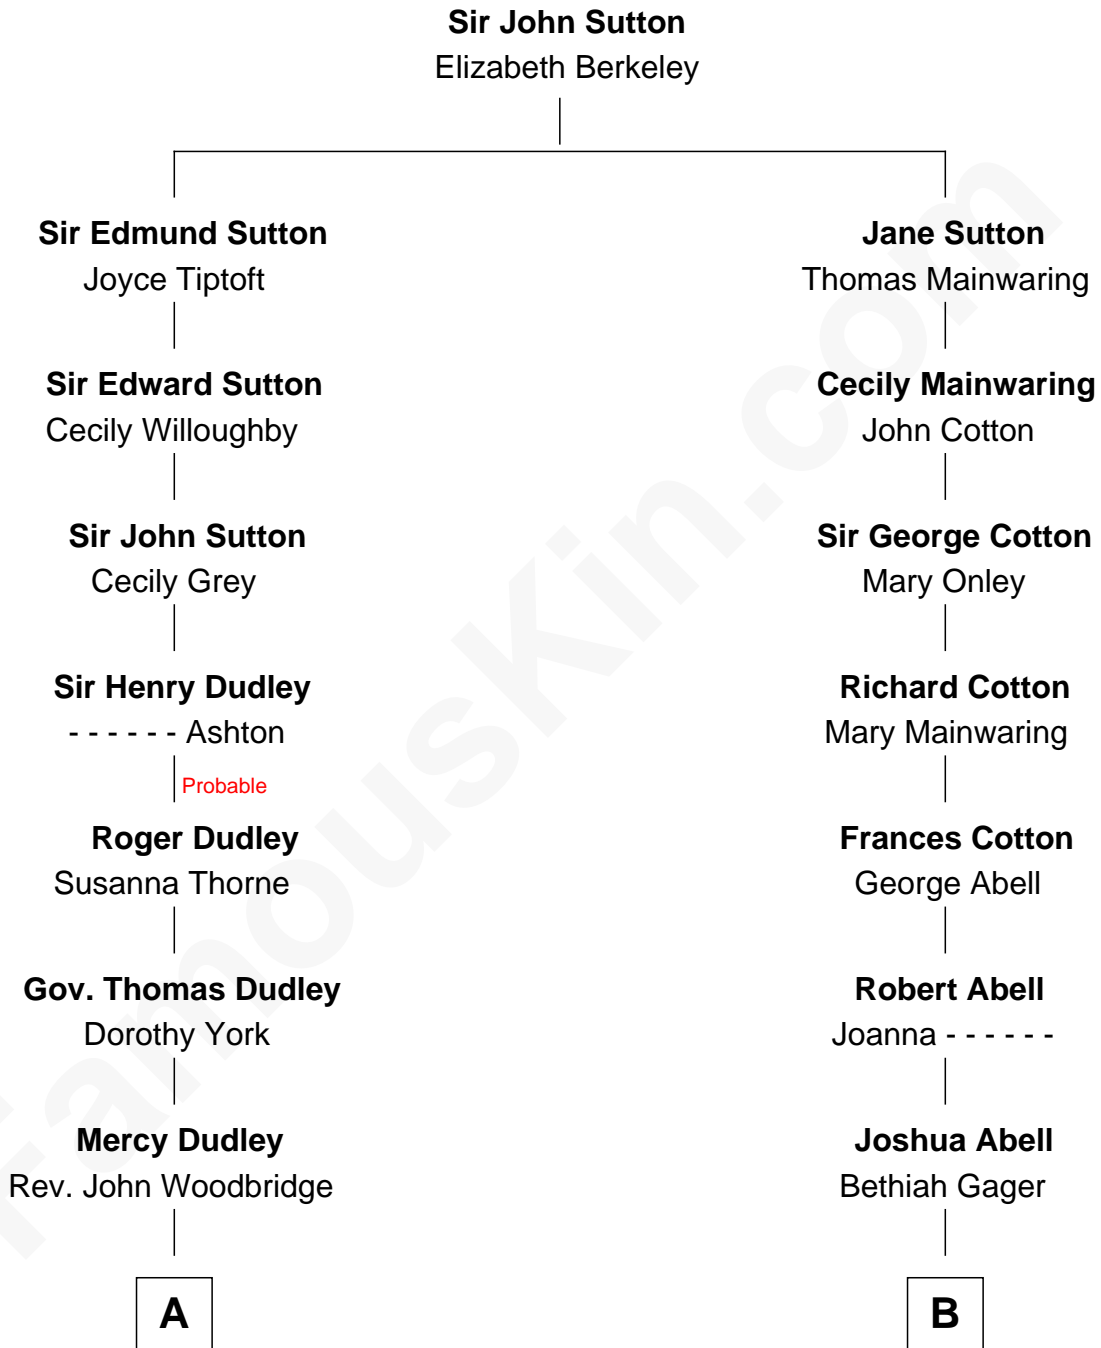 Sir John Sutton
Elizabeth Berkeley
Sir Edmund Sutton
Joyce Tiptoft
Sir Edward Sutton
Cecily Willoughby
Sir John Sutton
Cecily Grey
Sir Henry Dudley
- - - - - - Ashton
Probable
Roger Dudley
Susanna Thorne
Gov. Thomas Dudley
Dorothy York
Mercy Dudley
Rev. John Woodbridge
A
Jane Sutton
Thomas Mainwaring
Cecily Mainwaring
John Cotton
Sir George Cotton
Mary Onley
Richard Cotton
Mary Mainwaring
Frances Cotton
George Abell
Robert Abell
Joanna - - - - - -
Joshua Abell
Bethiah Gager
B
FamousKin.com